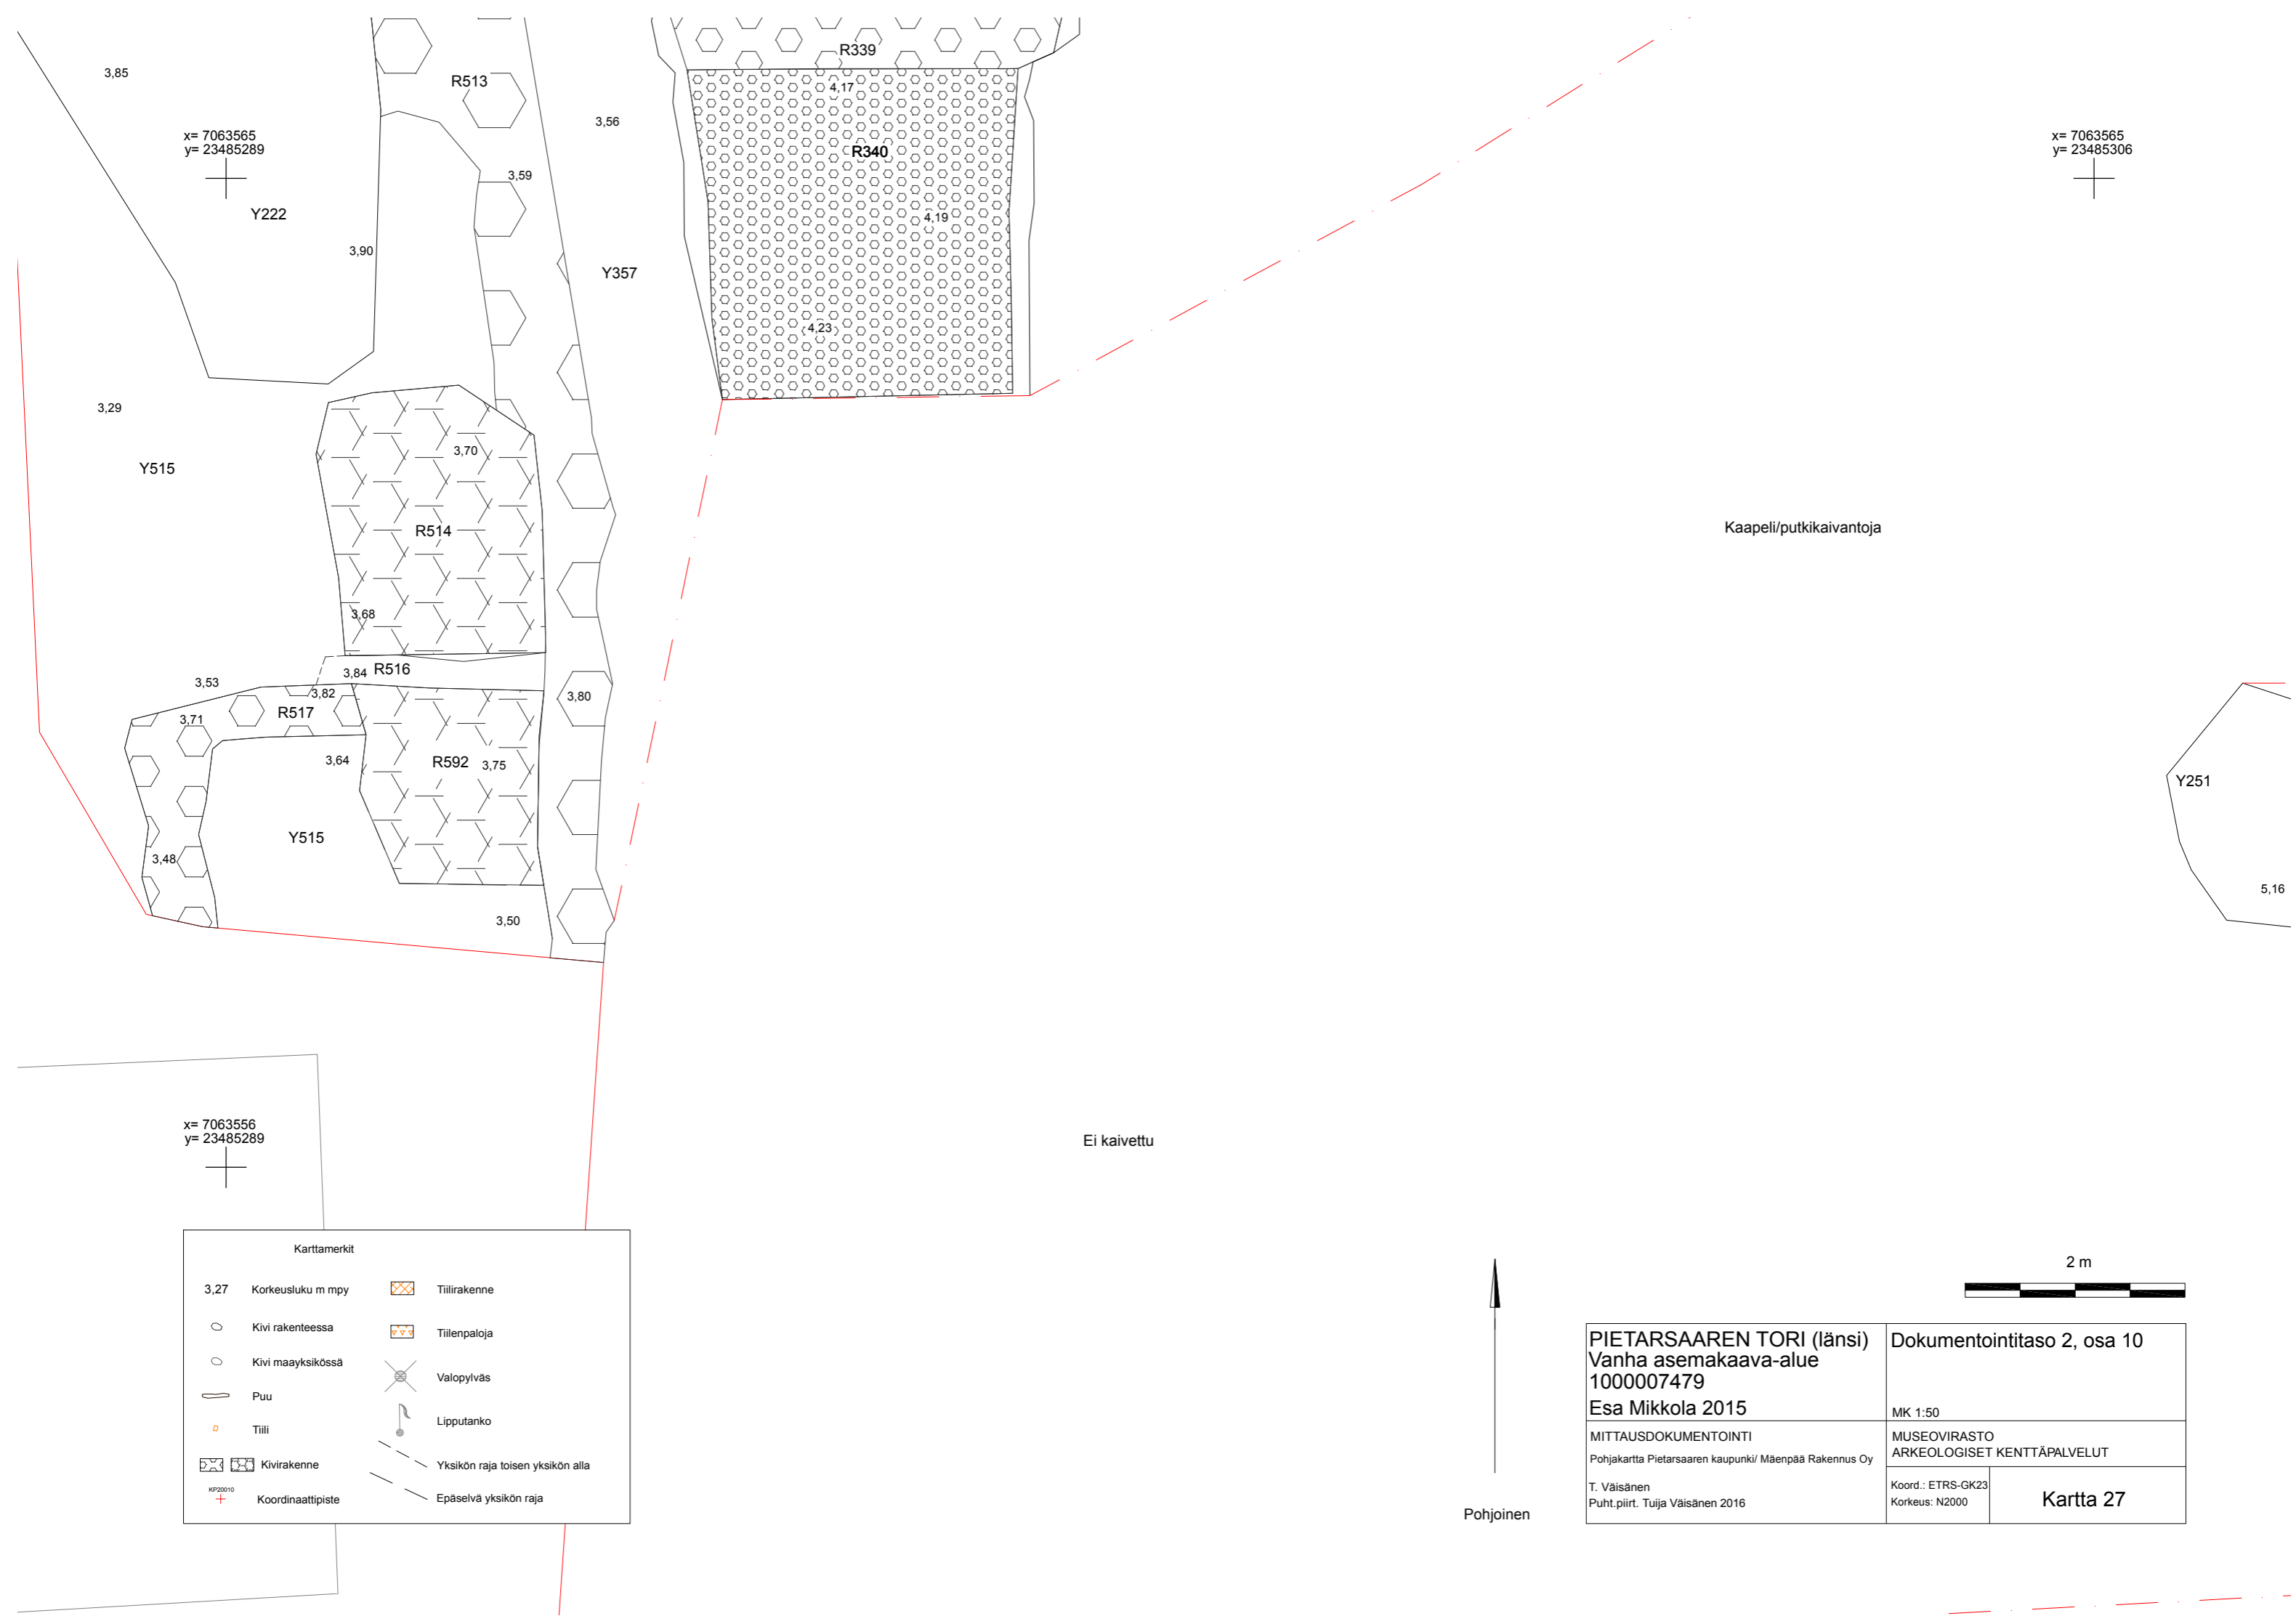 R339
3,85
R513
4,17
3,56
x= 7063565
y= 23485289
x= 7063565
y= 23485306
R340
3,59
Y222
4,19
3,90
Y357
4,23
3,29
3,70
Y515
R514
Kaapeli/putkikaivantoja
3,68
3,84 R516
3,53
3,82
3,80
R517
3,71
3,64
R592
3,75
Y251
Y515
3,48
5,16
3,50
x= 7063556
y= 23485289
Ei kaivettu
Karttamerkit
3,27 Korkeusluku m mpy
Kivi rakenteessa
Kivi maayksikössä
Puu
Tiili
Kivirakenne
KP20010
Koordinaattipiste
Tiilirakenne
Tiilenpaloja
Valopylväs
Lipputanko
Yksikön raja toisen yksikön alla
Epäselvä yksikön raja
Pohjoinen
2 m
PIETARSAAREN TORI (länsi)
Vanha asemakaava-alue
1000007479
Esa Mikkola 2015
Dokumentointitaso 2, osa 10
MK 1:50
MITTAUSDOKUMENTOINTI
Pohjakartta Pietarsaaren kaupunki/ Mäenpää Rakennus Oy
T. Väisänen
Puht.piirt. Tuija Väisänen 2016
MUSEOVIRASTO
ARKEOLOGISET KENTTÄPALVELUT
Koord.: ETRS-GK23
Korkeus: N2000
Kartta 27